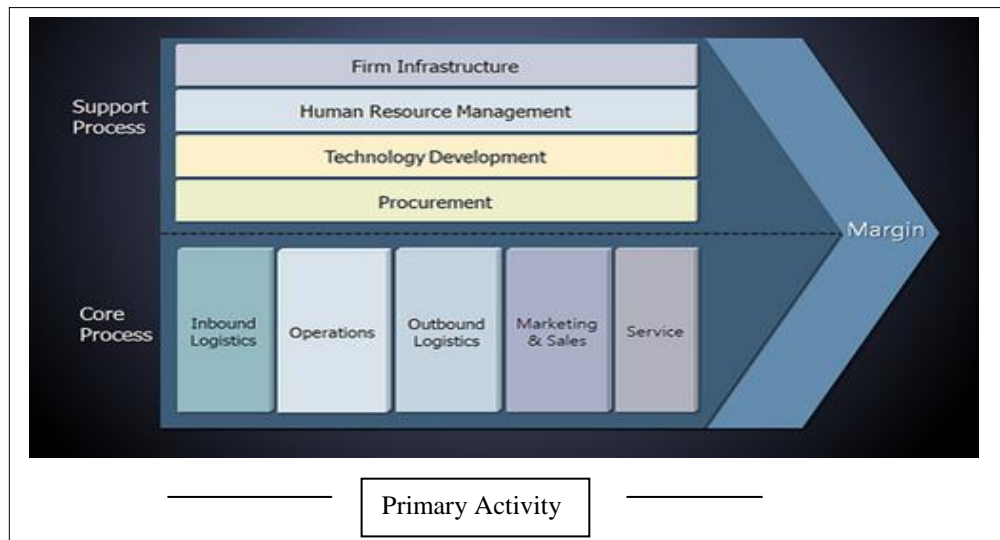 Firm Infrastructure
Support
Process
Human Resource Management
Technology Development
Procurement
Margin
Core
Process
Inbound
Logistics
Operations
Outbound
Logistics
Marketing
& Sales
Service
Primary Activity